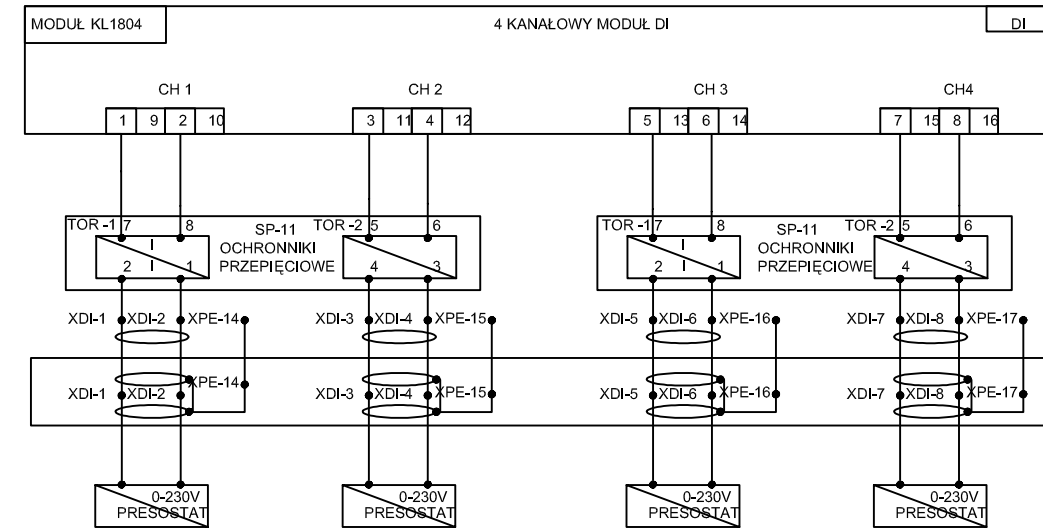 MODUŁ KL1804 4 KANAŁOWY MODUŁ DI DI
CH 1 CH 2 CH 3 CH4
1 9 2 10 3 11 4 12 5 13 6 14 7 15 8 16
TOR -1 7 8 SP-11 TOR -2 5 6 TOR -1 7 8 SP-11 TOR -2 5 6
I OCHRONNIKI I OCHRONNIKI
2 I 1 PRZEPIĘCIOWE 4 3 2 I 1 PRZEPIĘCIOWE 4 3
XDI-1 XDI-2 XPE-14 XDI-3 XDI-4 XPE-15 XDI-5 XDI-6 XPE-16 XDI-7 XDI-8 XPE-17
XDI-1 XDI-2 XPE-14 XDI-3 XDI-4 XPE-15 XDI-5 XDI-6 XPE-16 XDI-7 XDI-8 XPE-17
0-230V 0-230V 0-230V 0-230V
PRESOSTAT PRESOSTAT PRESOSTAT PRESOSTAT